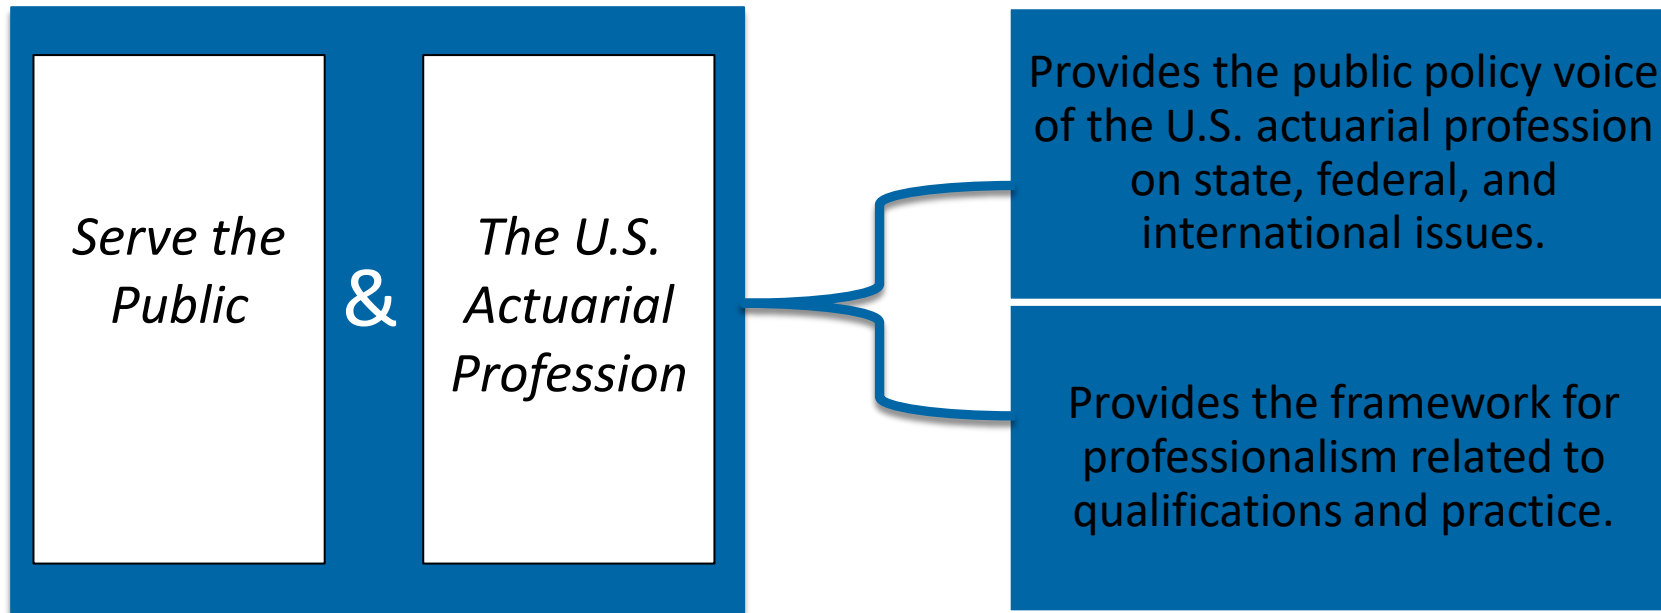 Serve the
Public
&
The U.S.
Actuarial
Profession
Provides the public policy voice
of the U.S. actuarial profession
on state, federal, and
international issues.
Provides the framework for
professionalism related to
qualifications and practice.